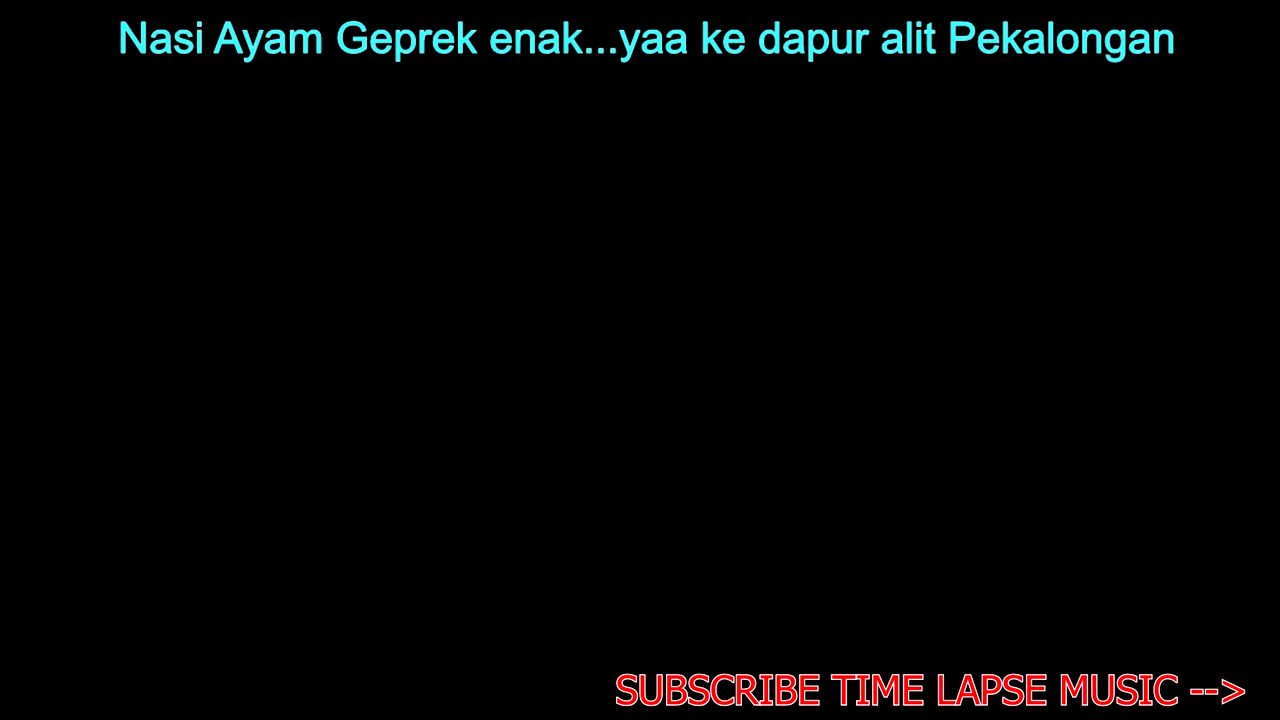 Nasi Ayam Geprek enak...yaa ke dapur alit Pekalongan
SUBSCRIBE TIME LAPSE MUSIC -->